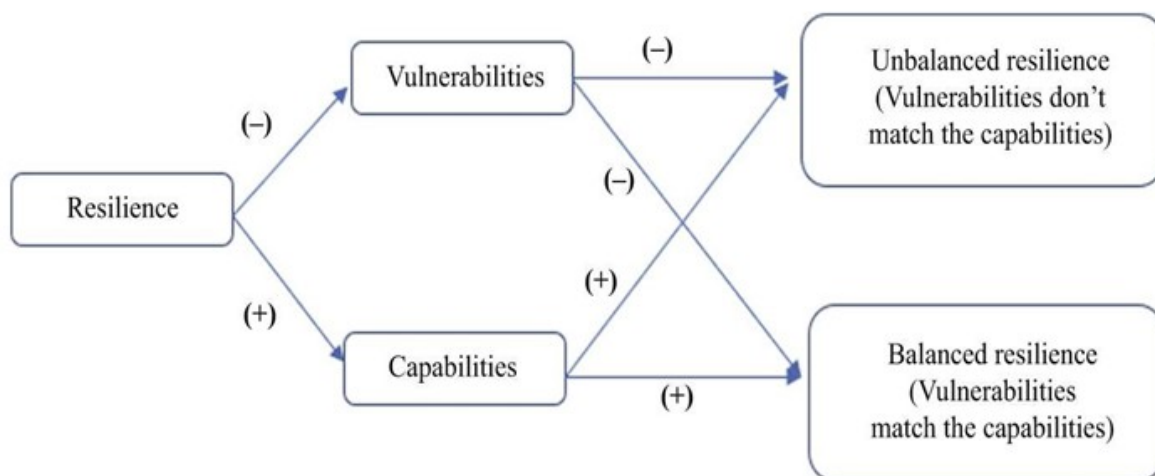 Vulnerabilities
(–)
Unbalanced resilience
(Vulnerabilities don’t
match the capabilities)
(–)
Resilience
(–)
(+)
(+)
Capabilities
(+)
Balanced resilience
(Vulnerabilities
match the capabilities)